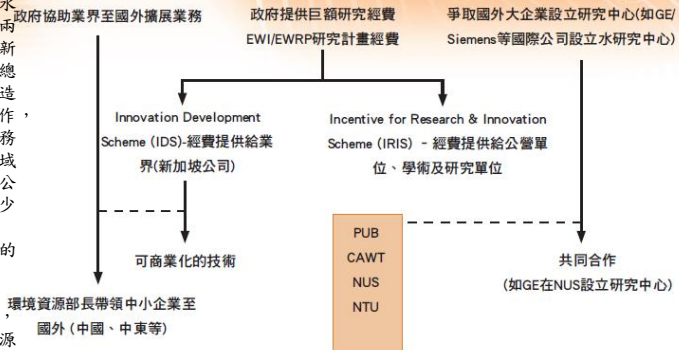 水
兩
新
總
造
作，
務
域
公
少
的
，
源
政府協助業界至國外擴展業務
政府提供巨額研究經費
EWI/EWRP研究計畫經費
爭取國外大企業設立研究中心(如GE/
Siemens等國際公司設立水研究中心)
Innovation Development
Scheme (IDS)-經費提供給業
界(新加坡公司)
Incentive for Research & Innovation
Scheme (IRIS) - 經費提供給公營單
位、學術及研究單位
可商業化的技術
PUB
CAWT
NUS
NTU
共同合作
(如GE在NUS設立研究中心)
環境資源部長帶領中小企業至
國外 (中國、中東等)